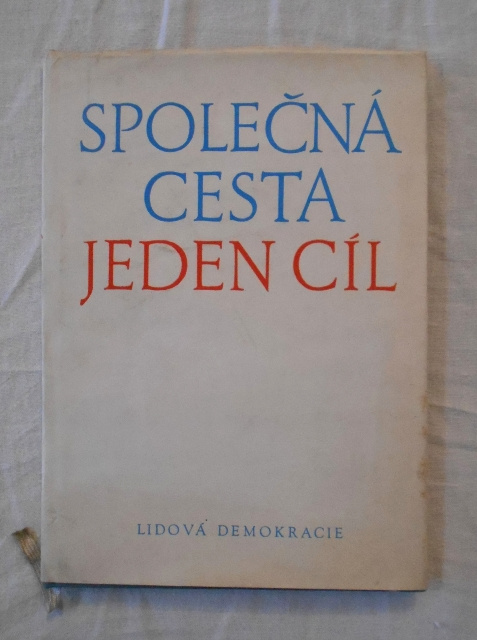 SPOLEČNÁ
CESTA
JEDEN CÍL
LIDOVÁ DEMOKRACIE